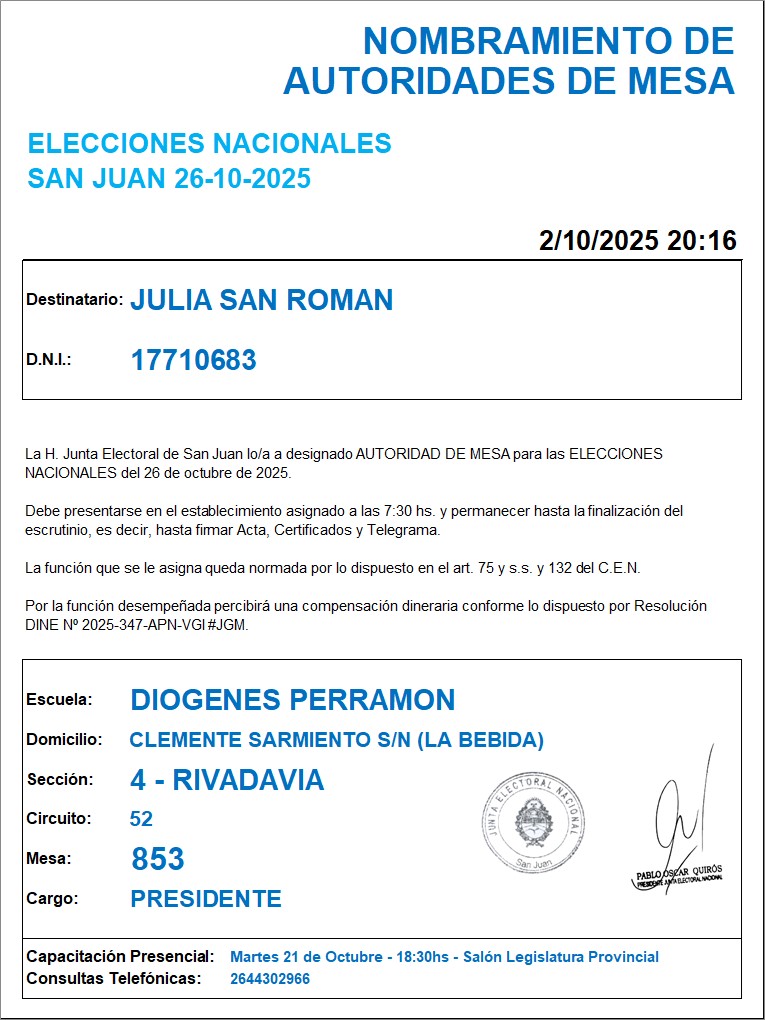 NOMBRAMIENTO DE
AUTORIDADES DE MESA
ELECCIONES NACIONALES
SAN JUAN 26-10-2025
2/10/2025 20:16
Destinatario: JULIA SAN ROMAN
D.N.I.: 17710683
La H. Junta Electoral de San Juan lo/a a designado AUTORIDAD DE MESA para las ELECCIONES
NACIONALES del 26 de octubre de 2025.
Debe presentarse en el establecimiento asignado a las 7:30 hs. y permanecer hasta la finalización del
escrutinio, es decir, hasta firmar Acta, Certificados y Telegrama.
La función que se le asigna queda normada por lo dispuesto en el art. 75 y s.s. y 132 del C.E.N.
Por la función desempeñada percibirá una compensación dineraria conforme lo dispuesto por Resolución
DINE Nº 2025-347-APN-VGI#JGM.
Escuela: DIOGENES PERRAMON
Domicilio: CLEMENTE SARMIENTO S/N (LA BEBIDA)
Sección: 4 - RIVADAVIA
Circuito: 52
Mesa: 853
Cargo: PRESIDENTE
JUNTA ELECTORAL NACIONAL
San Juan
PABLO OSCAR QUIRÓS
PRESIDENTE JUNTA ELECTORAL NACIONAL
Capacitación Presencial: Martes 21 de Octubre - 18:30hs - Salón Legislatura Provincial
Consultas Telefónicas: 2644302966